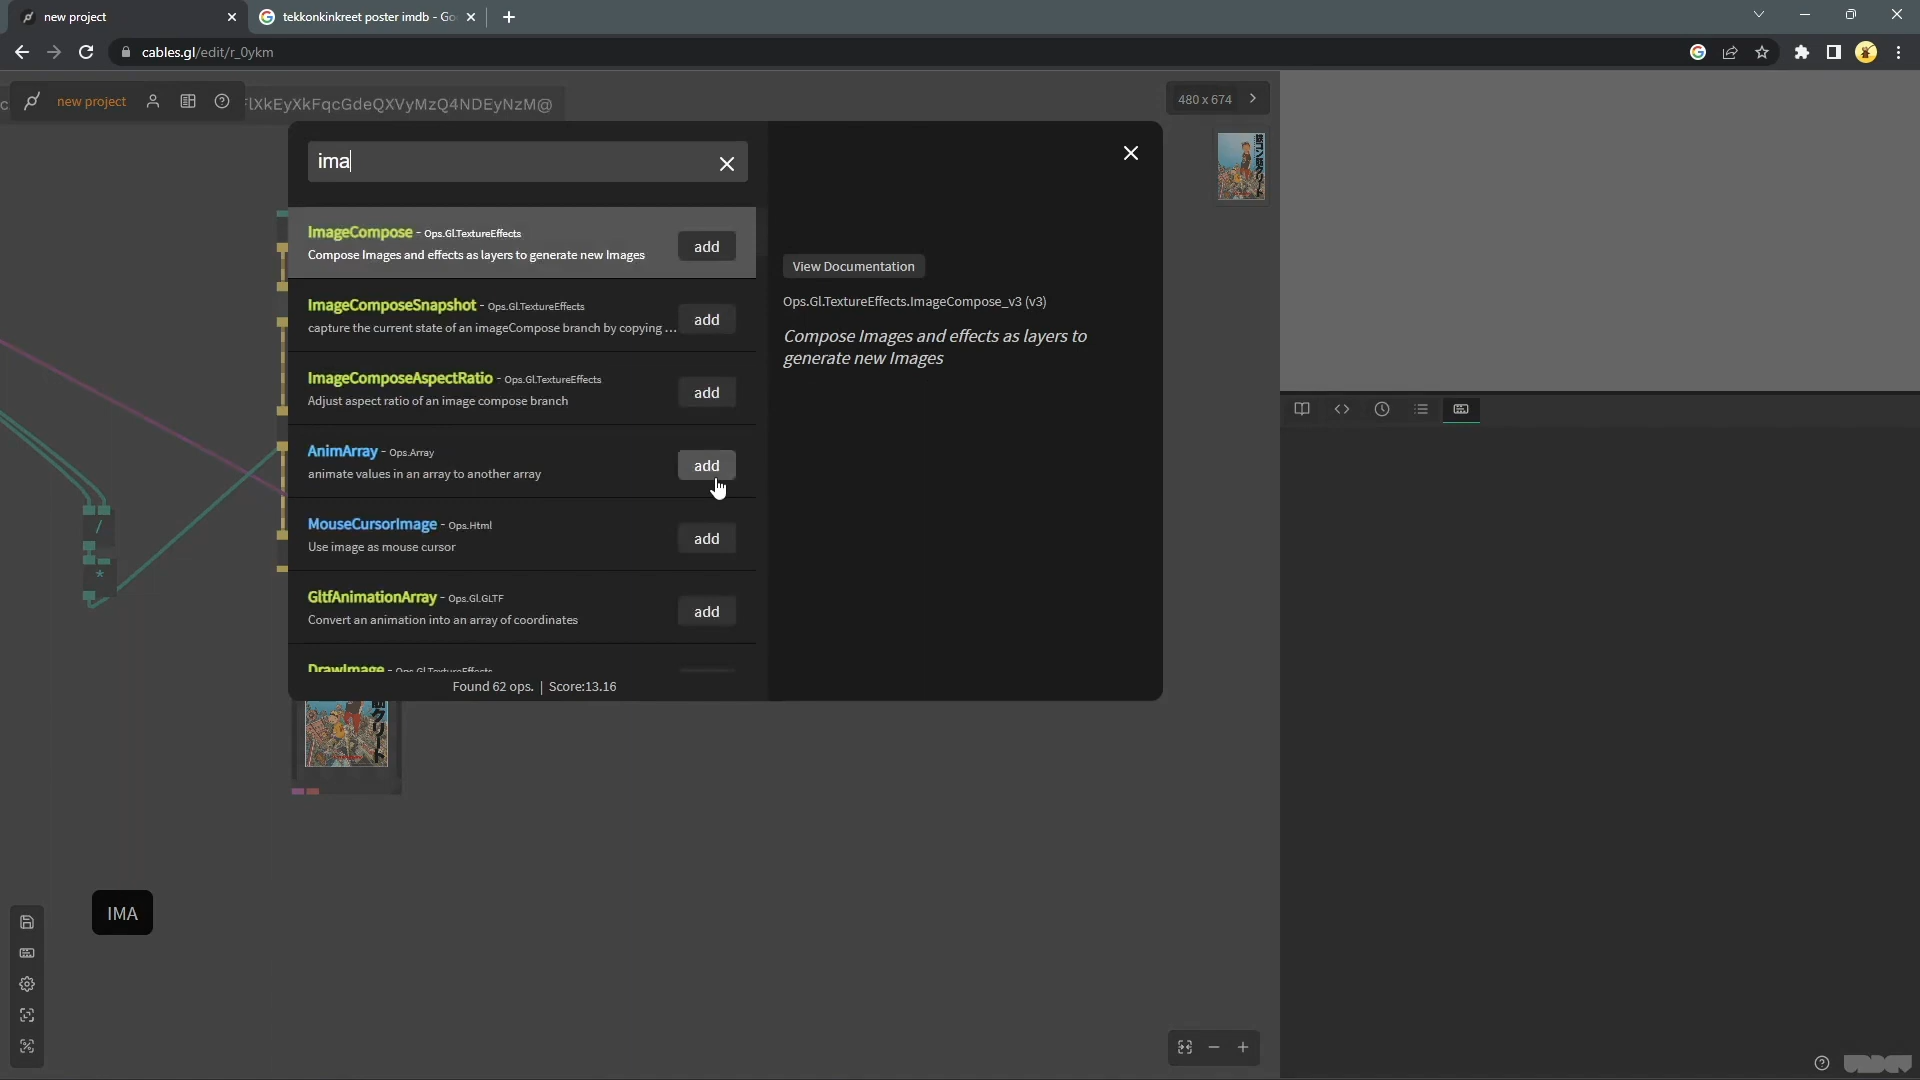 new project
tekkonkinkreet poster imdb - Go
cables.gl/edit/r_0ykm
new project
XkEyXkFqcGdeQXVyMzQ4NDEyNzM@
480 x 674
ima
ImageCompose - Ops.Gl.TextureEffects
Compose Images and effects as layers to generate new Images
add
ImageComposeSnapshot - Ops.Gl.TextureEffects
capture the current state of an imageCompose branch by copying ...
add
ImageComposeAspectRatio - Ops.Gl.TextureEffects
Adjust aspect ratio of an image compose branch
add
AnimArray - Ops.Array
animate values in an array to another array
add
MouseCursorImage - Ops.Html
Use image as mouse cursor
add
GltfAnimationArray - Ops.Gl.GLTF
Convert an animation into an array of coordinates
add
DrawImage - Ops.Gl.TextureEffects
Found 62 ops. | Score:13.16
View Documentation
Ops.Gl.TextureEffects.ImageCompose_v3 (v3)
Compose Images and effects as layers to
generate new Images
/
*
IMA